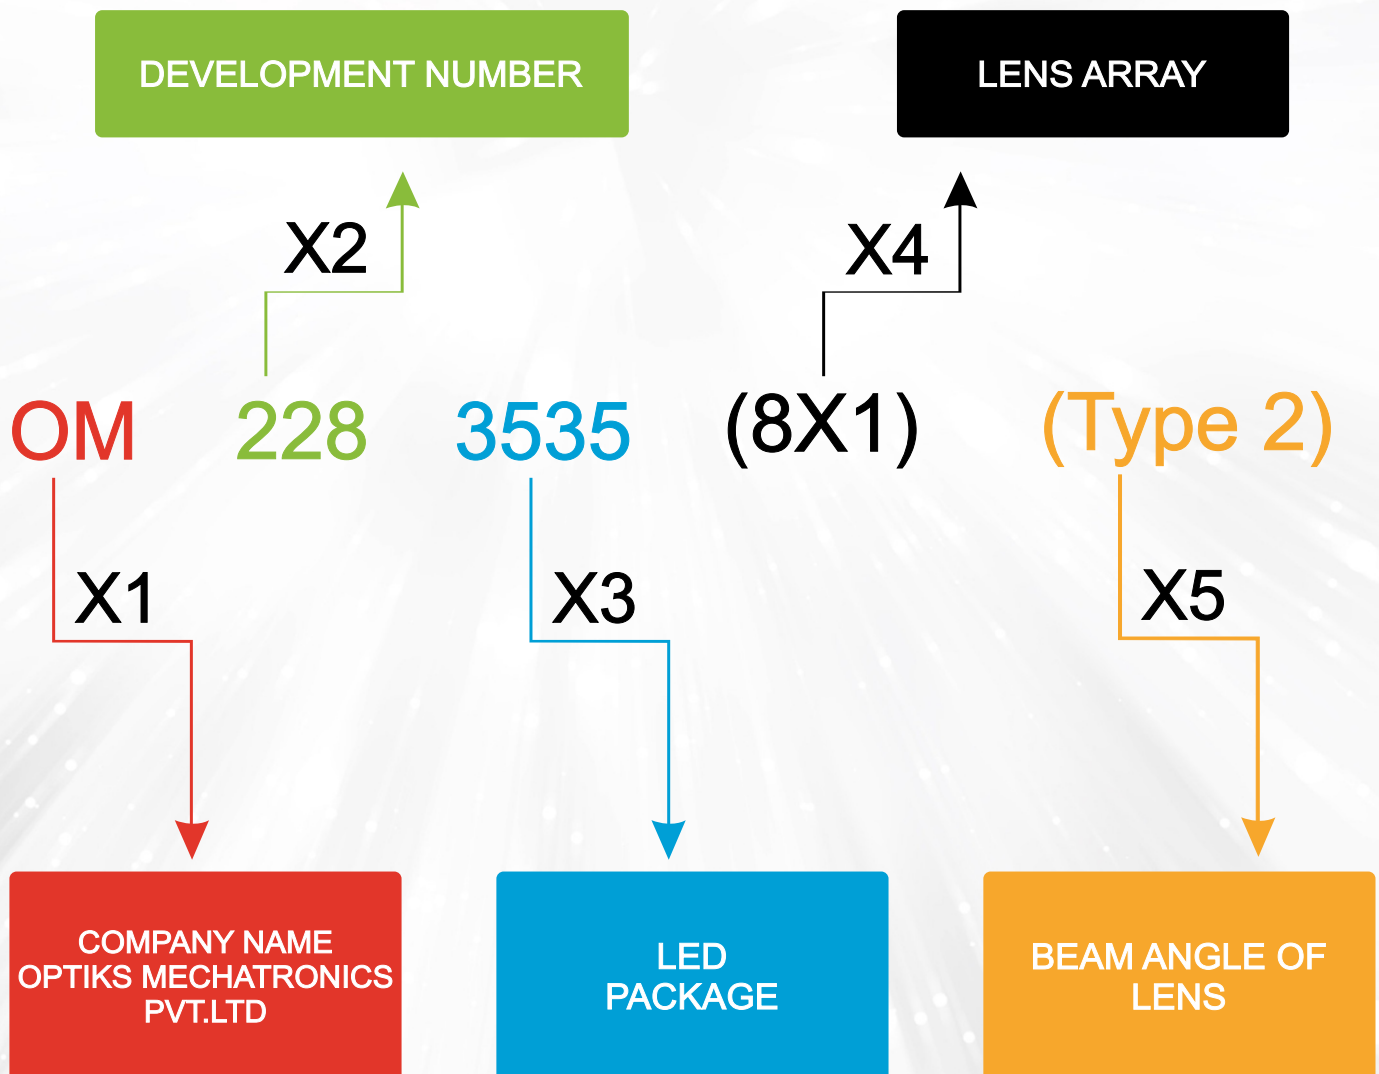 DEVELOPMENT NUMBER
LENS ARRAY
X2
X4
OM 228 3535 (8X1) (Type 2)
X1
X3
X5
COMPANY NAME
OPTIKS MECHATRONICS
PVT.LTD
LED
PACKAGE
BEAM ANGLE OF
LENS